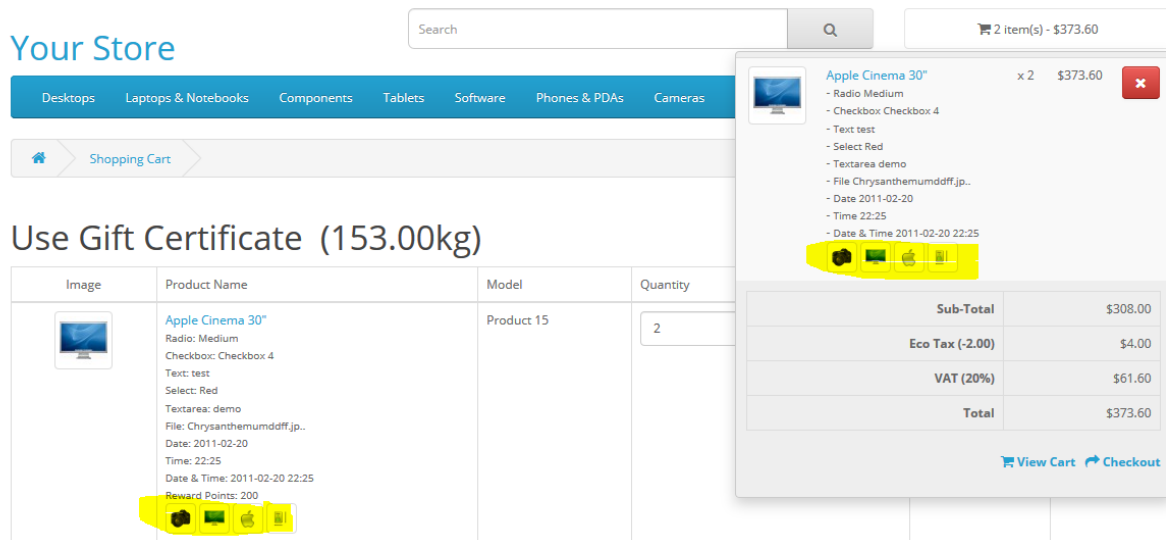 Your Store
Search
2 item(s) - $373.60
Desktops Laptops & Notebooks Components Tablets Software Phones & PDAs Cameras
Shopping Cart
Apple Cinema 30" x 2 $373.60
- Radio Medium
- Checkbox Checkbox 4
- Text test
- Select Red
- Textarea demo
- File Chrysanthemumddff.jp..
- Date 2011-02-20
- Time 22:25
- Date & Time 2011-02-20 22:25
Sub-Total $308.00
Eco Tax (-2.00) $4.00
VAT (20%) $61.60
Total $373.60
View Cart Checkout
Use Gift Certificate (153.00kg)
Image Product Name Model Quantity
Apple Cinema 30" Product 15 2
Radio: Medium
Checkbox: Checkbox 4
Text: test
Select: Red
Textarea: demo
File: Chrysanthemumddff.jp..
Date: 2011-02-20
Time: 22:25
Date & Time: 2011-02-20 22:25
Reward Points: 200